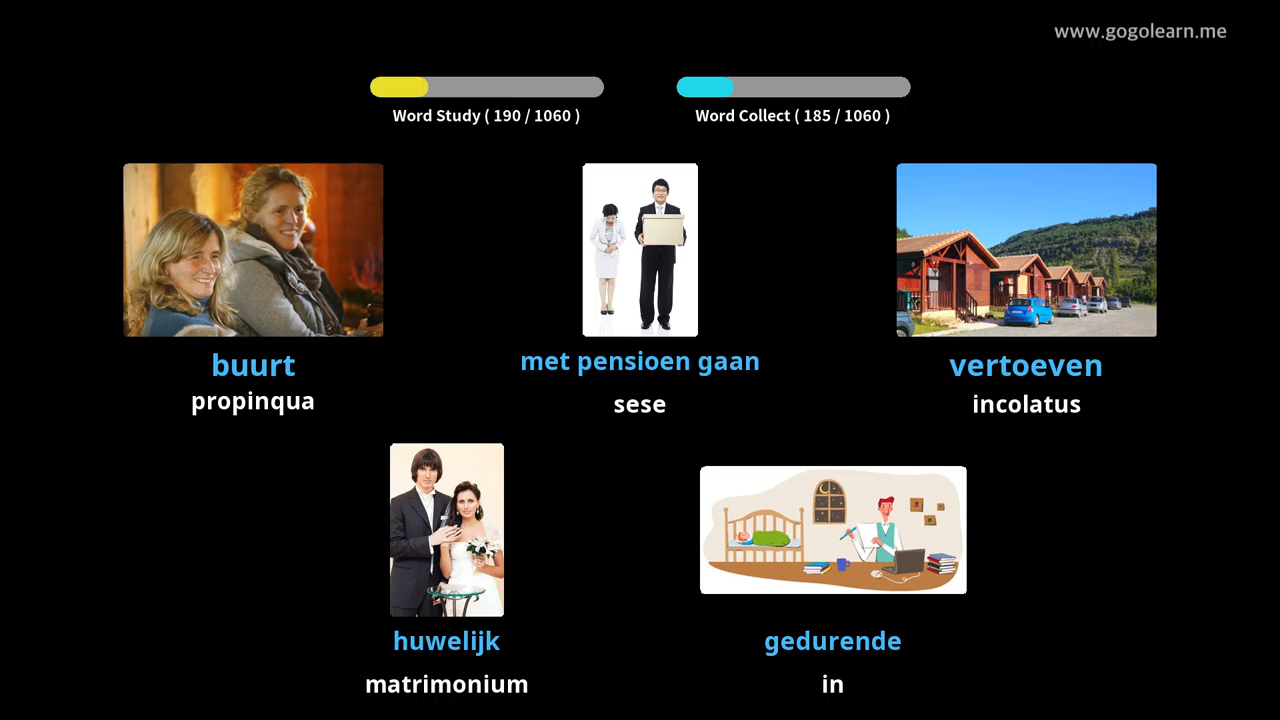 www.gogolearn.me
Word Study ( 190 / 1060 )
Word Collect ( 185 / 1060 )
buurt
propinqua
met pensioen gaan
sese
vertoeven
incolatus
huwelijk
matrimonium
gedurende
in